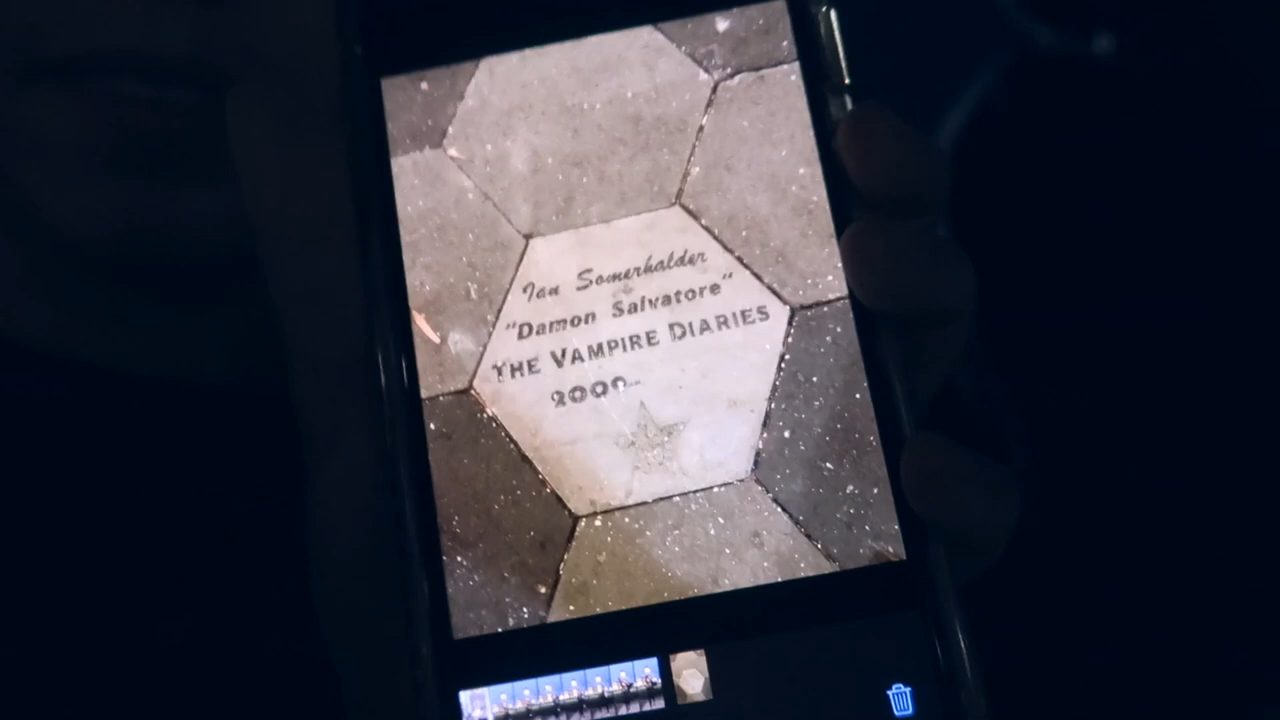 Ian Somerhalder
"Damon Salvatore"
THE VAMPIRE DIARIES
2009...